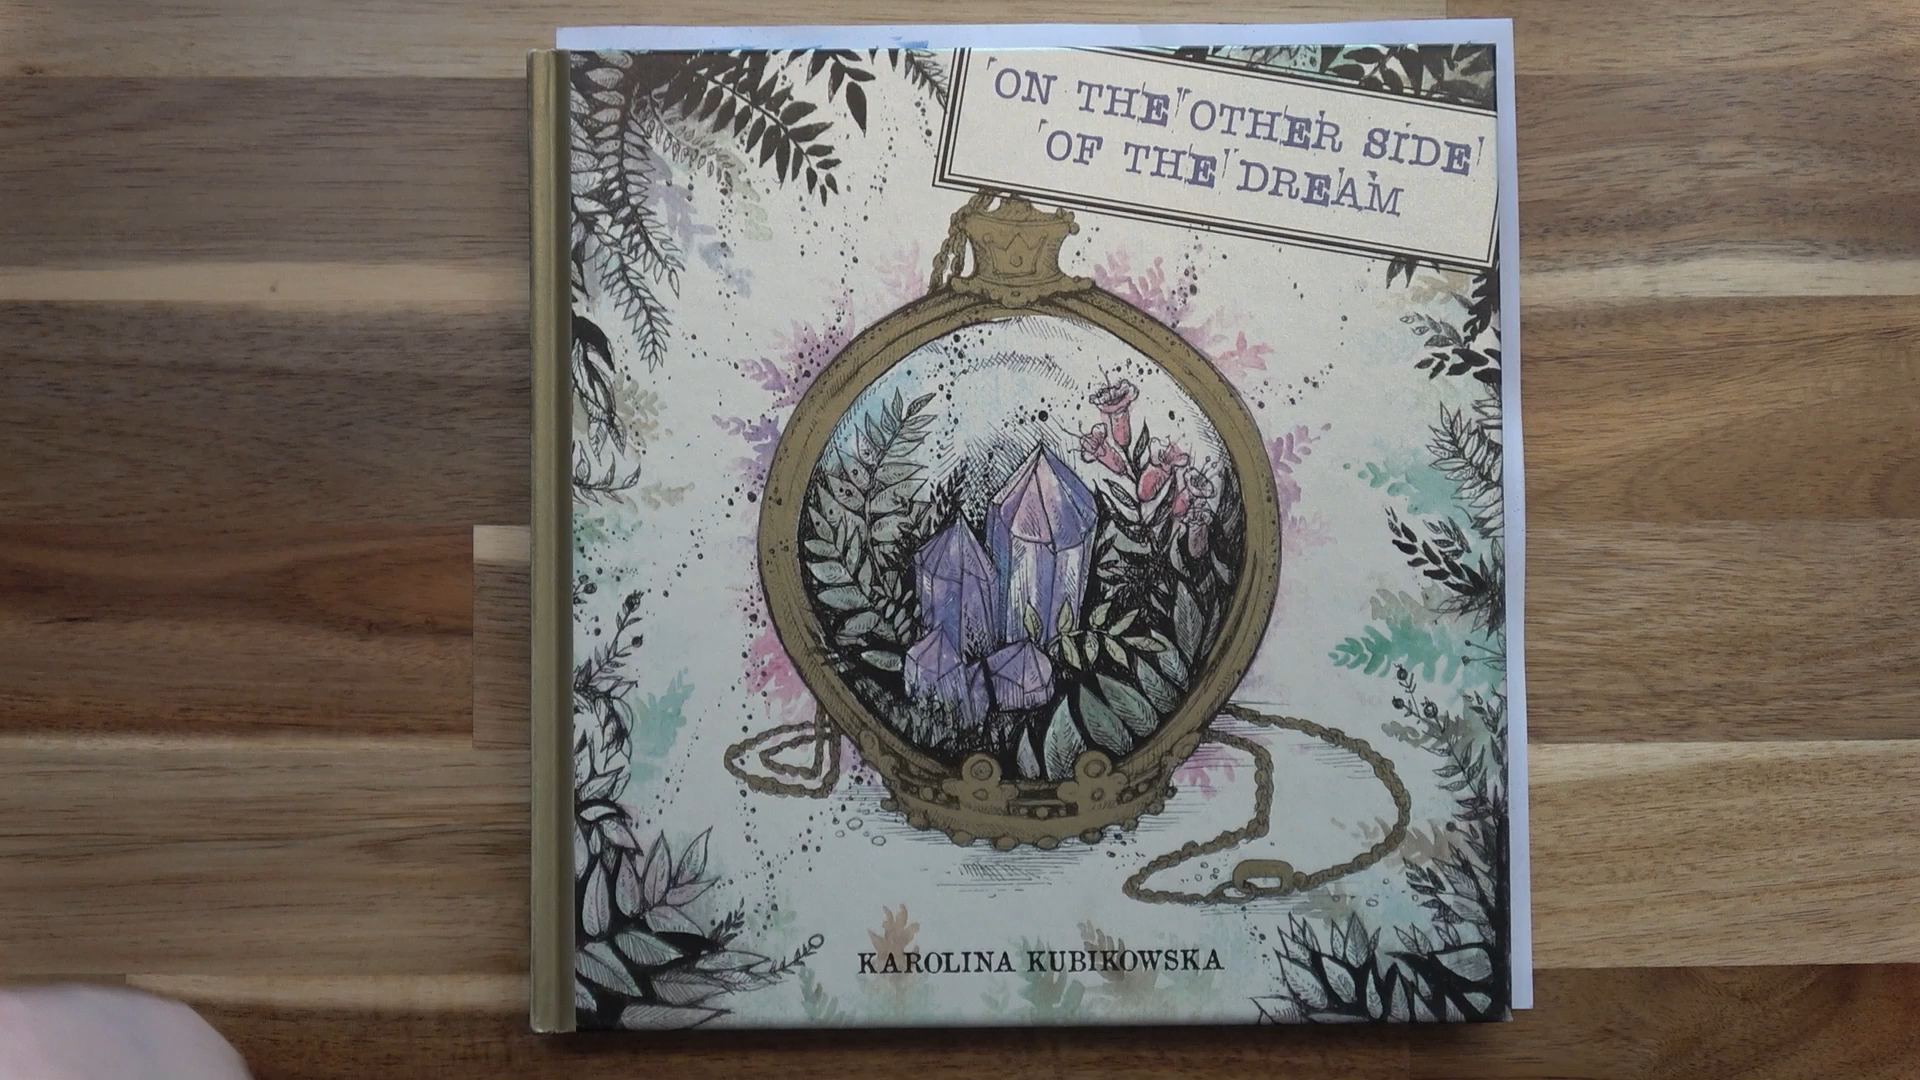 ON THE OTHER SIDE
OF THE DREAM
KAROLINA KUBIKOWSKA